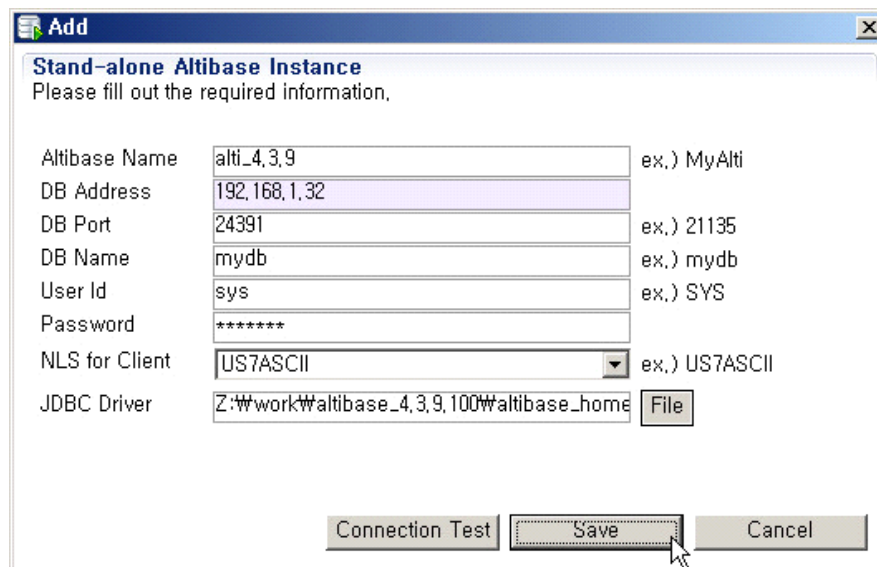 Add
Stand-alone Altibase Instance
Please fill out the required information,
Altibase Name alti_4,3,9 ex,) MyAlti
DB Address 192,168,1,32
DB Port 24391 ex,) 21135
DB Name mydb ex,) mydb
User Id sys ex,) SYS
Password *******
NLS for Client US7ASCII ex,) US7ASCII
JDBC Driver Z:₩work₩altibase_4,3,9,100₩altibase_home File
Connection Test Save Cancel